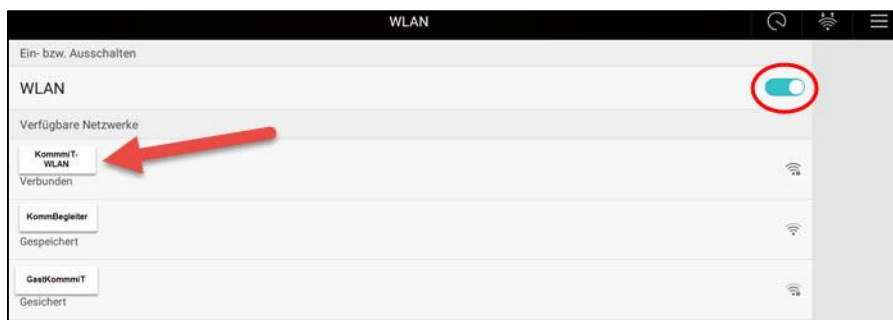 WLAN
Ein- bzw. Ausschalten
WLAN
Verfügbare Netzwerke
KommmiT-
WLAN
Verbunden
KommBegleiter
Gespeichert
GastKommmiT
Gesichert